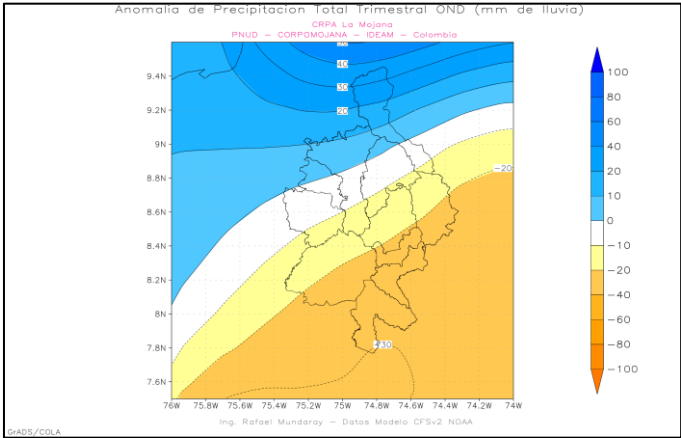 Anomalia de Precipitacion Total Trimestral OND (mm de lluvia)
CRPA La Mojana
PNUD - CORPOMOJANA - IDEAM - Colombia
40
30
20
-20
-30
9.4N
9.2N
9N
8.8N
8.6N
8.4N
8.2N
8N
7.8N
7.6N
76W 75.8W 75.6W 75.4W 75.2W 75W 74.8W 74.6W 74.4W 74.2W 74W
100
80
60
40
20
10
0
-10
-20
-40
-60
-80
-100
Ing. Rafael Mundaray - Datos Modelo CFSv2 NOAA
GrADS/COLA